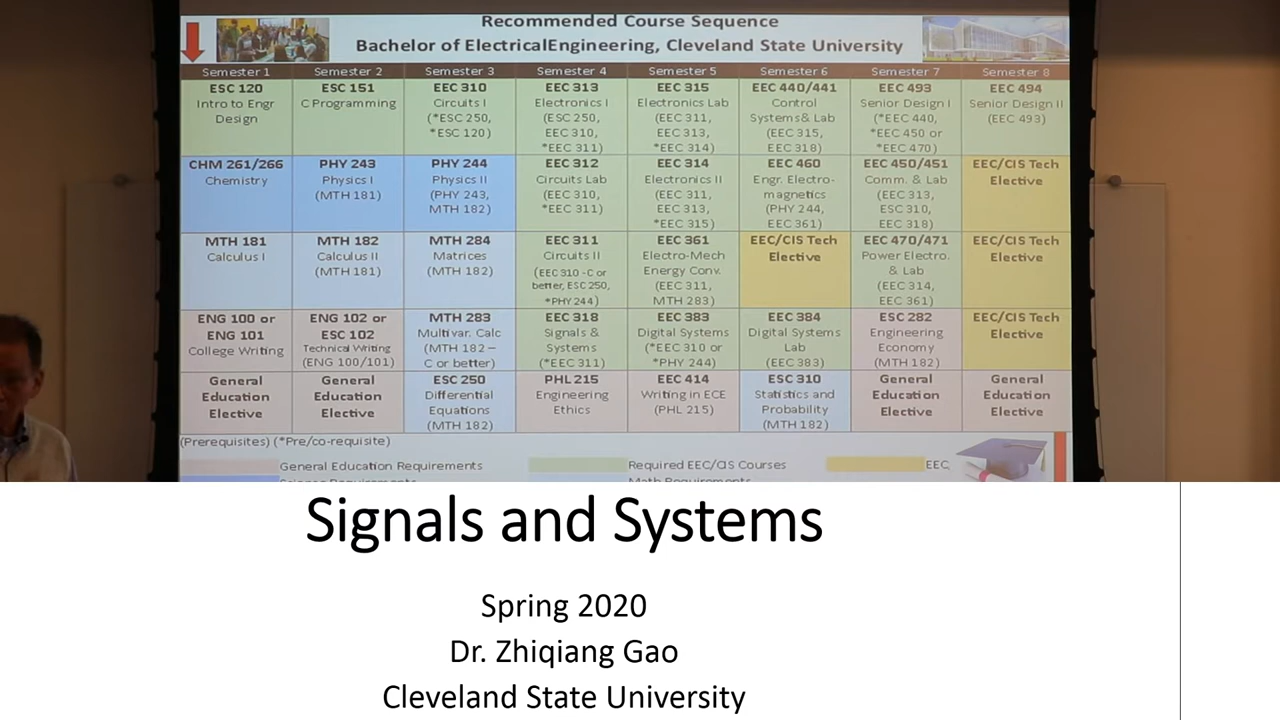 Recommended Course Sequence
Bachelor of ElectricalEngineering, Cleveland State University
Semester 1
Semester 2
Semester 3
Semester 4
Semester 5
Semester 6
Semester 7
Semester 8
ESC 120
Intro to Engr
Design
ESC 151
C Programming
EEC 310
Circuits I
(*ESC 250,
*ESC 120)
EEC 313
Electronics I
(ESC 250,
EEC 310,
*EEC 311)
EEC 315
Electronics Lab
(EEC 311,
EEC 313,
*EEC 314)
EEC 440/441
Control
Systems& Lab
(EEC 315,
EEC 318)
EEC 493
Senior Design I
(*EEC 440,
*EEC 450 or
*EEC 470)
EEC 494
Senior Design II
(EEC 493)
CHM 261/266
Chemistry
PHY 243
Physics I
(MTH 181)
PHY 244
Physics II
(PHY 243,
MTH 182)
EEC 312
Circuits Lab
(EEC 310,
*EEC 311)
EEC 314
Electronics II
(EEC 311,
EEC 313,
*EEC 315)
EEC 460
Engr. Electro-
magnetics
(PHY 244,
EEC 361)
EEC 450/451
Comm. & Lab
(EEC 313,
ESC 310,
EEC 318)
EEC/CIS Tech
Elective
MTH 181
Calculus I
MTH 182
Calculus II
(MTH 181)
MTH 284
Matrices
(MTH 182)
EEC 311
Circuits II
(EEC 310 -C or
better, ESC 250,
*PHY 244)
EEC 361
Electro-Mech
Energy Conv.
(EEC 311,
MTH 283)
EEC/CIS Tech
Elective
EEC 470/471
Power Electro.
& Lab
(EEC 314,
EEC 361)
EEC/CIS Tech
Elective
ENG 100 or
ENG 101
College Writing
ENG 102 or
ESC 102
Technical Writing
(ENG 100/101)
MTH 283
Multivar. Calc
(MTH 182 –
C or better)
EEC 318
Signals &
Systems
(*EEC 311)
EEC 383
Digital Systems
(*EEC 310 or
*PHY 244)
EEC 384
Digital Systems
Lab
(EEC 383)
ESC 282
Engineering
Economy
(MTH 182)
EEC/CIS Tech
Elective
General
Education
Elective
General
Education
Elective
ESC 250
Differential
Equations
(MTH 182)
PHL 215
Engineering
Ethics
EEC 414
Writing in ECE
(PHL 215)
ESC 310
Statistics and
Probability
(MTH 182)
General
Education
Elective
General
Education
Elective
(Prerequisites) (*Pre/co-requisite)
General Education Requirements
Required EEC/CIS Courses
EEC
Signals and Systems
Spring 2020
Dr. Zhiqiang Gao
Cleveland State University